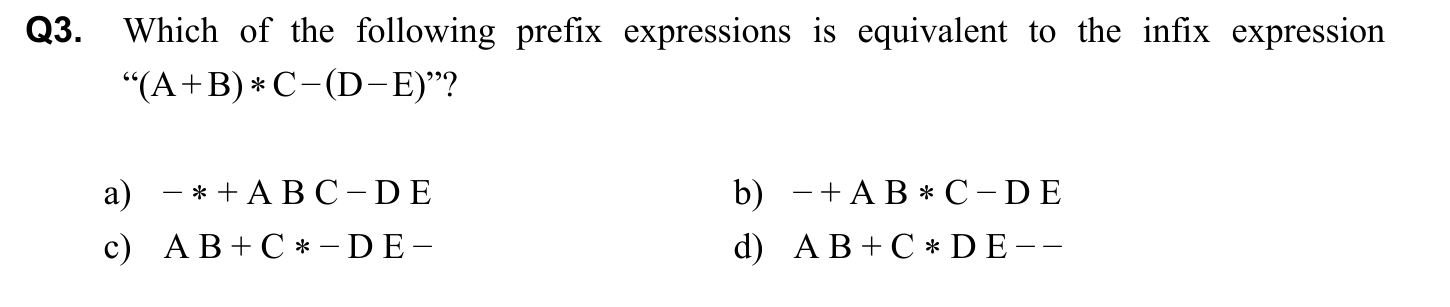 Q3. Which of the following prefix expressions is equivalent to the infix expression
“(A+B)∗C−(D−E)”?
a) −∗+A B C−D E b) −+A B∗C−D E
c) A B+C∗−D E− d) A B+C∗D E−−